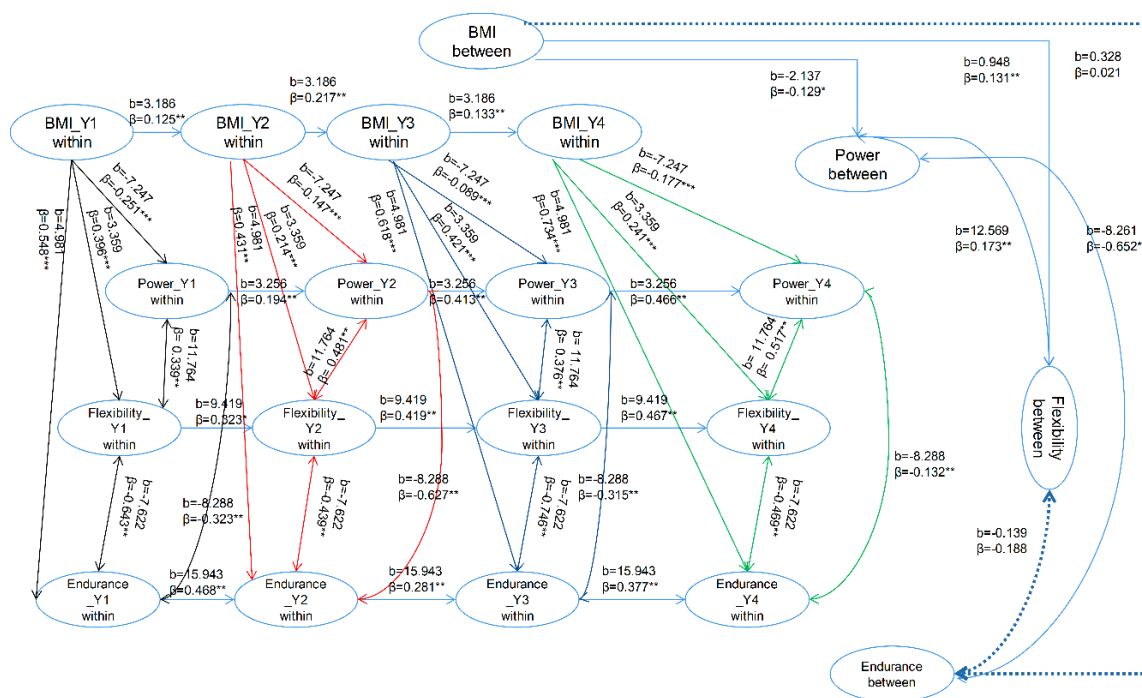 BMI
between
b=0.948
β=0.131**
b=0.328
β=0.021
b=-2.137
β=-0.129*
b=3.186
β=0.125**
b=3.186
β=0.217**
b=3.186
β=0.133**
BMI_Y1
within
BMI_Y2
within
BMI_Y3
within
BMI_Y4
within
Power
between
b=-7.247
β=-0.251***
b=3.359
β=0.396***
b=4.981
β=0.548***
b=-7.247
β=-0.147***
b=3.359
β=0.214***
b=4.981
β=0.431**
b=-7.247
β=-0.089***
b=3.359
β=0.421***
b=4.981
β=0.618***
b=-7.247
β=-0.177***
b=3.359
β=0.241***
b=4.981
β=0.734***
b=12.569
β=0.173**
b=-8.261
β=-0.652*
Power_Y1
within
b=3.256
β=0.194**
Power_Y2
within
b=3.256
β=0.413**
Power_Y3
within
b=3.256
β=0.466**
Power_Y4
within
b=11.764
β= 0.339**
b=11.764
β= 0.481**
b= 11.764
β= 0.376**
b= 11.764
β= 0.517**
Flexibility_
Y1
within
b=9.419
β=0.323*
Flexibility_
Y2
within
b=9.419
β=0.419**
Flexibility_
Y3
within
b=9.419
β=0.467**
Flexibility_
Y4
within
Flexibility
between
b=-7.622
β=-0.643**
b=-8.288
β=-0.323**
b=-7.622
β=-0.439**
b=-8.288
β=-0.627**
b=-7.622
β=-0.746**
b=-8.288
β=-0.315**
b=-7.622
β=-0.469**
b=-8.288
β=-0.132**
b=-0.139
β=-0.188
Endurance
_Y1
within
b=15.943
β=0.468**
Endurance
_Y2
within
b=15.943
β=0.281**
Endurance
_Y3
within
b=15.943
β=0.377**
Endurance
_Y4
within
Endurance
between